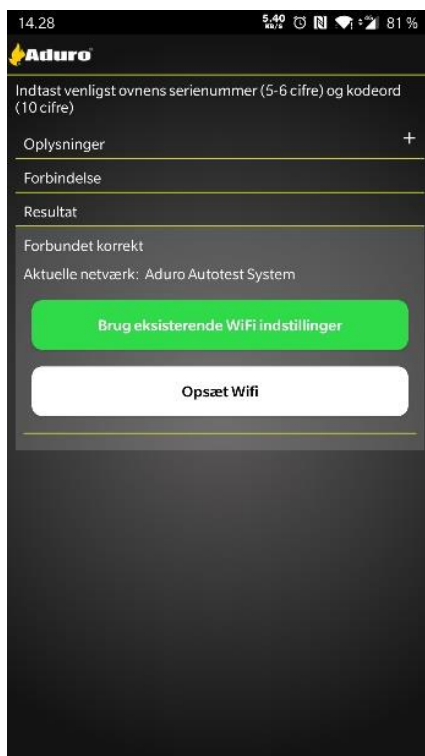 14.28 5.40 KB/S 4G 81 %
Aduro
Indtast venligst ovnens serienummer (5-6 cifre) og kodeord
(10 cifre)
Oplysninger +
Forbindelse
Resultat
Forbundet korrekt
Aktuelle netværk: Aduro Autotest System
Brug eksisterende WiFi indstillinger
Opsæt Wifi